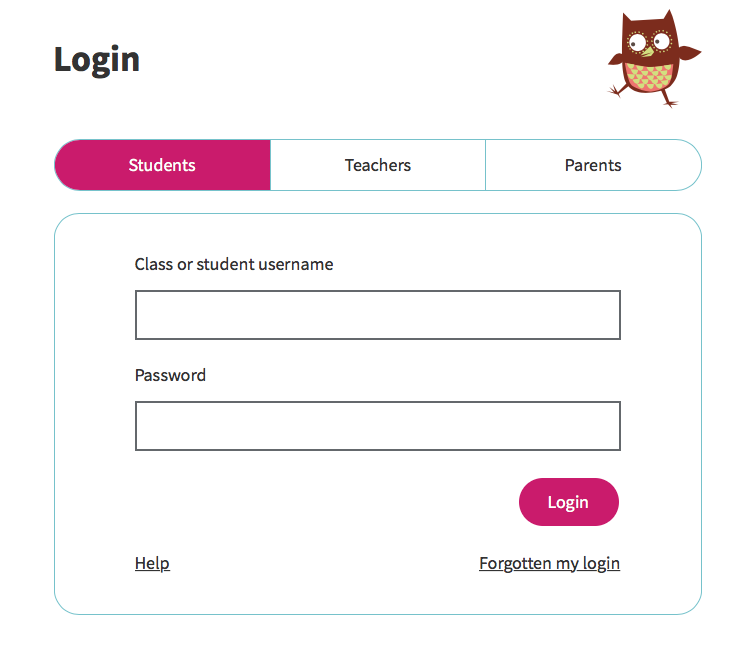 Login
Students Teachers Parents
Class or student username
Password
Login
Help Forgotten my login